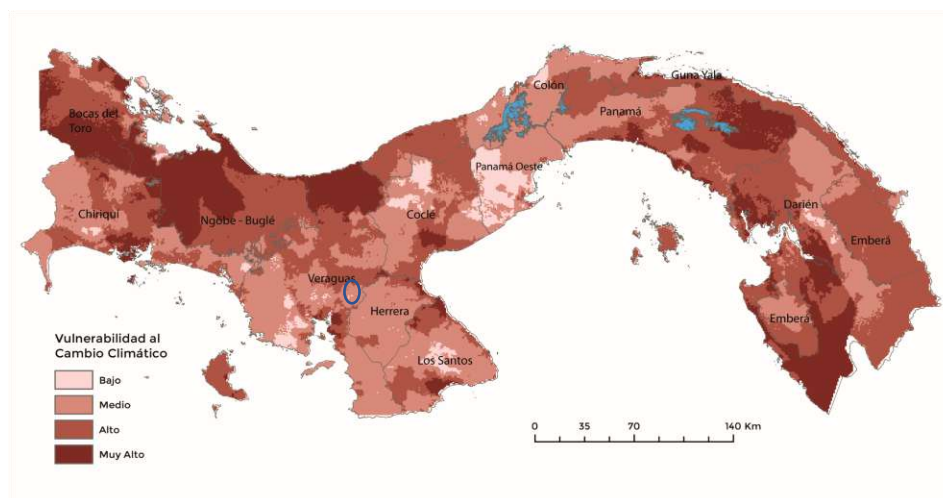 Bocas del
Toro
Chiriquí
Ngöbe - Buglé
Veraguas
Herrera
Los Santos
Coclé
Panamá Oeste
Colón
Panamá
Guna Yala
Darién
Emberá
Emberá
Vulnerabilidad al
Cambio Climático
Bajo
Medio
Alto
Muy Alto
0 35 70 140 Km